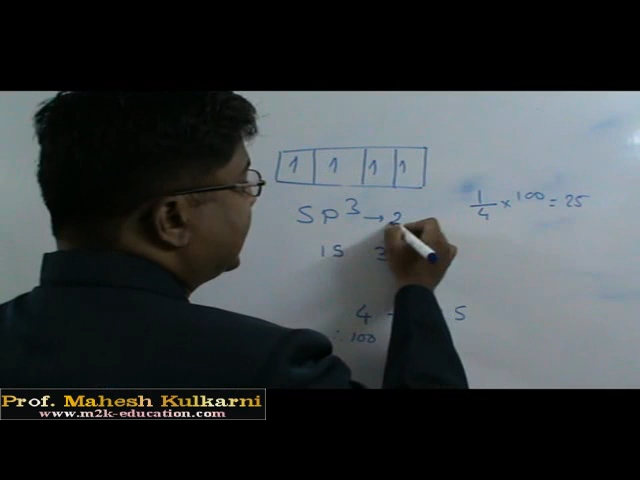 1 1 1 1
SP³ → 2
1/4 × 100 = 25
1S 3
4 5
∴ 100
Prof. Mahesh Kulkarni
www.m2k-education.com